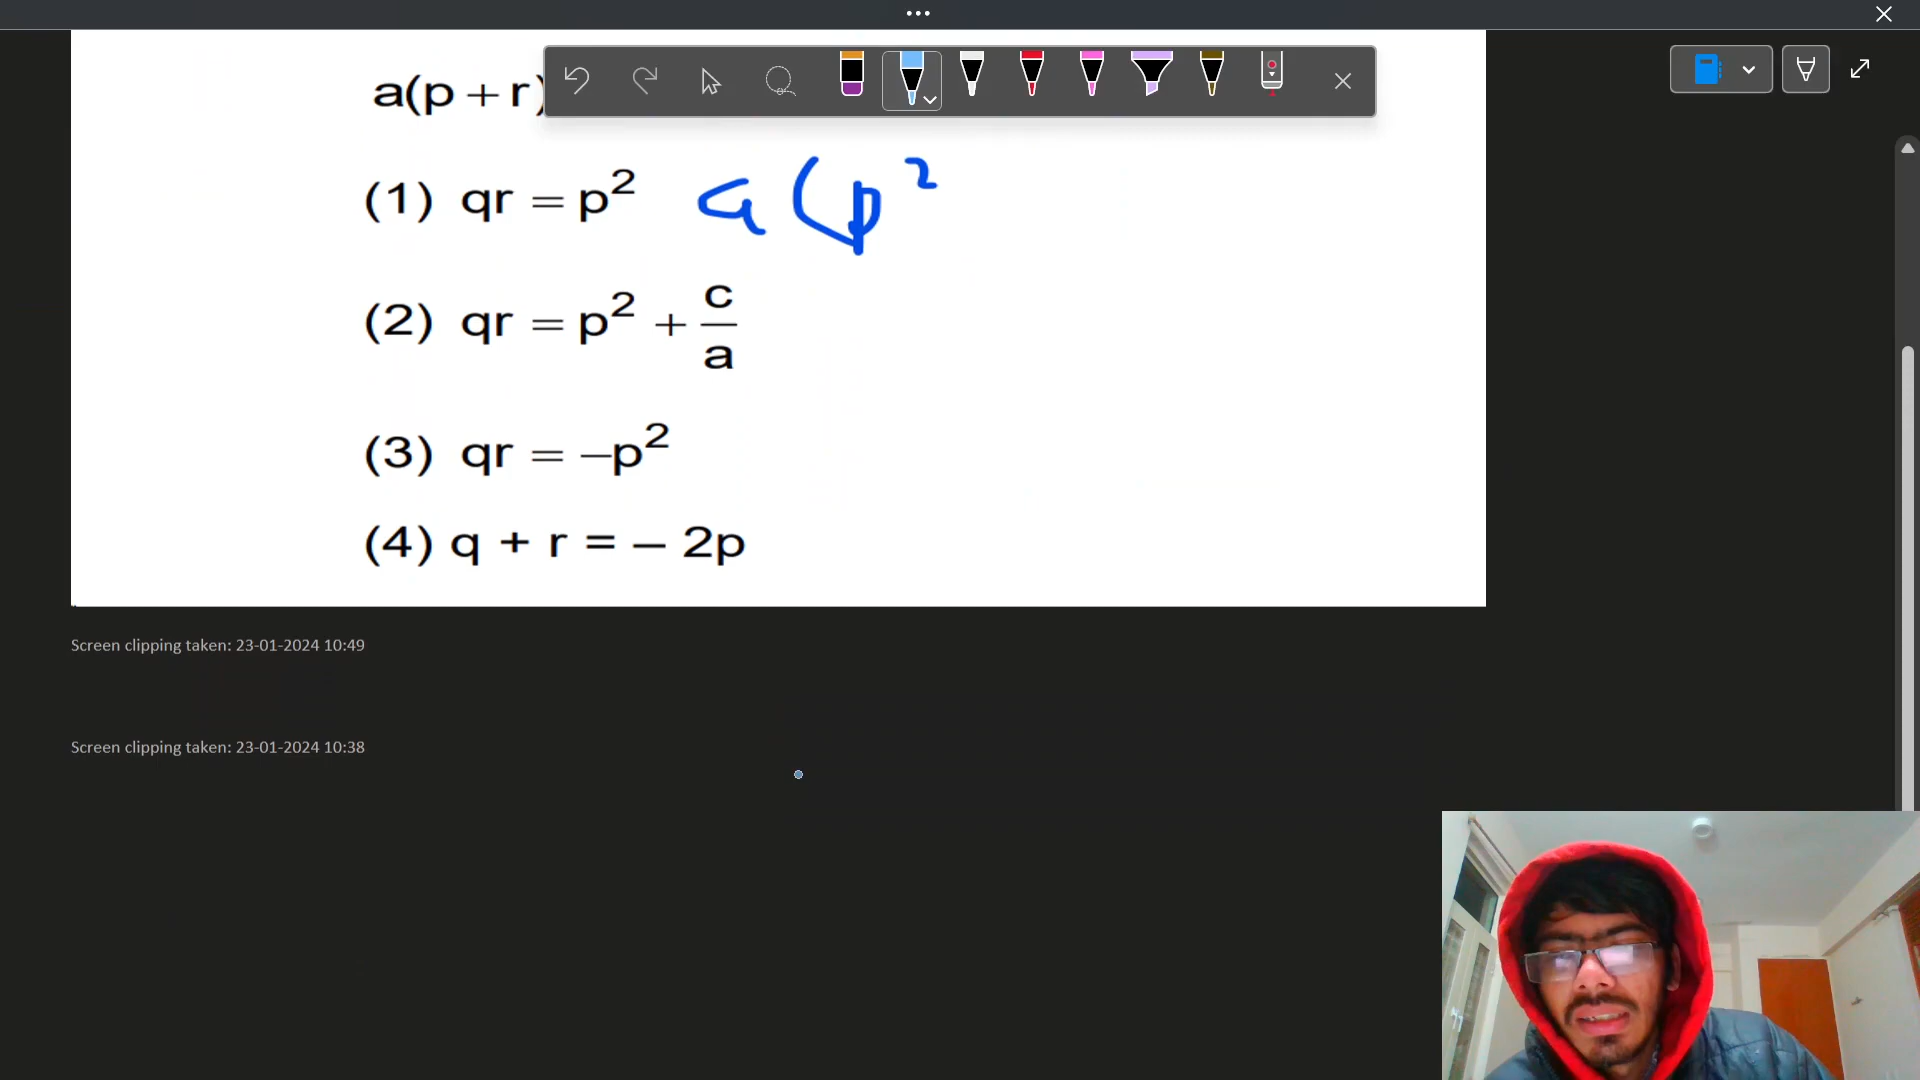 a(p + r)
(1) qr = p² a (p²
(2) qr = p² + c/a
(3) qr = –p²
(4) q + r = – 2p
Screen clipping taken: 23-01-2024 10:49
Screen clipping taken: 23-01-2024 10:38